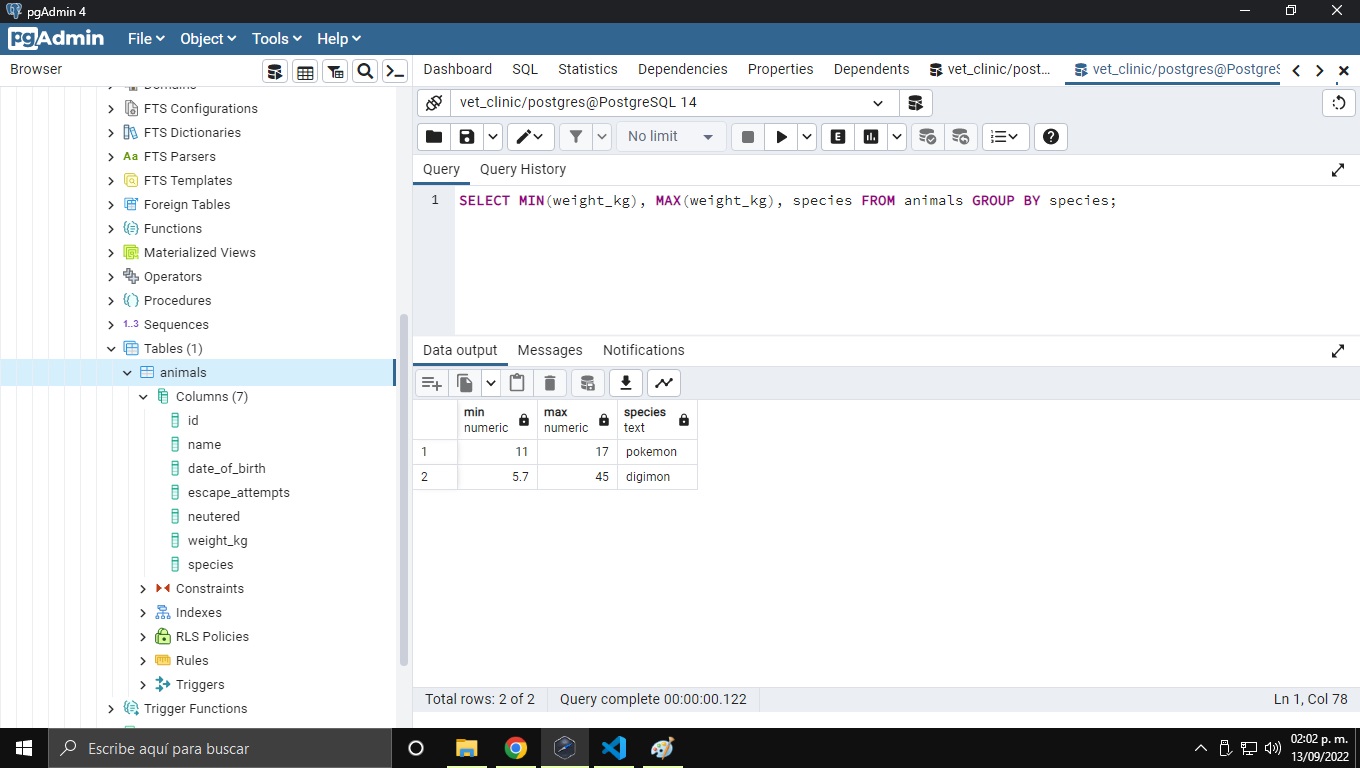 pgAdmin 4
pgAdmin File Object Tools Help
Browser
Dashboard SQL Statistics Dependencies Properties Dependents vet_clinic/post... vet_clinic/postgres@PostgreS
vet_clinic/postgres@PostgreSQL 14
No limit
E
Query Query History
1 SELECT MIN(weight_kg), MAX(weight_kg), species FROM animals GROUP BY species;
Domains
FTS Configurations
FTS Dictionaries
Aa FTS Parsers
FTS Templates
Foreign Tables
Functions
Materialized Views
Operators
Procedures
1..3 Sequences
Tables (1)
animals
Columns (7)
id
name
date_of_birth
escape_attempts
neutered
weight_kg
species
Constraints
Indexes
RLS Policies
Rules
Triggers
Trigger Functions
Data output Messages Notifications
min numeric max numeric species text
1 11 17 pokemon
2 5.7 45 digimon
Total rows: 2 of 2 Query complete 00:00:00.122 Ln 1, Col 78
Escribe aquí para buscar
02:02 p. m.
13/09/2022